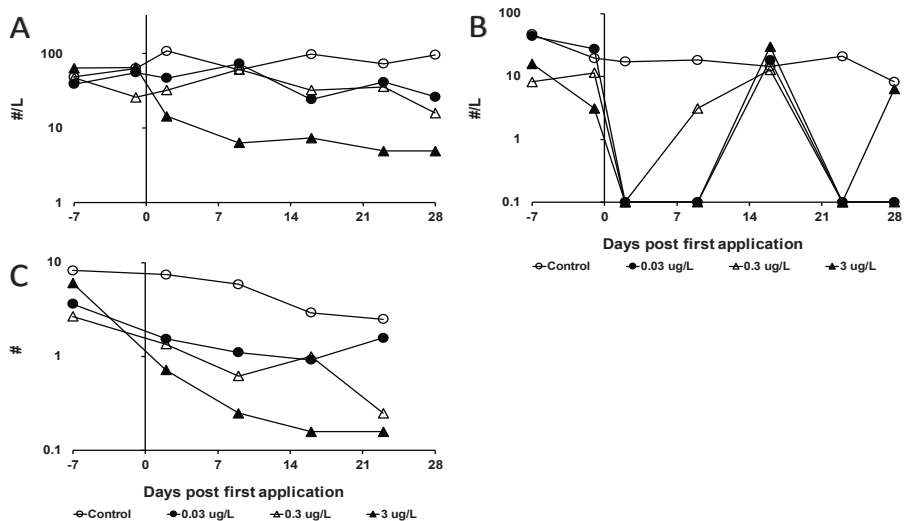 A
#/L
100
10
1
-7 0 7 14 21 28
B
#/L
100
10
1
0.1
-7 0 7 14 21 28
Days post first application
Control 0.03 ug/L 0.3 ug/L 3 ug/L
C
#
10
1
0.1
-7 0 7 14 21 28
Days post first application
Control 0.03 ug/L 0.3 ug/L 3 ug/L